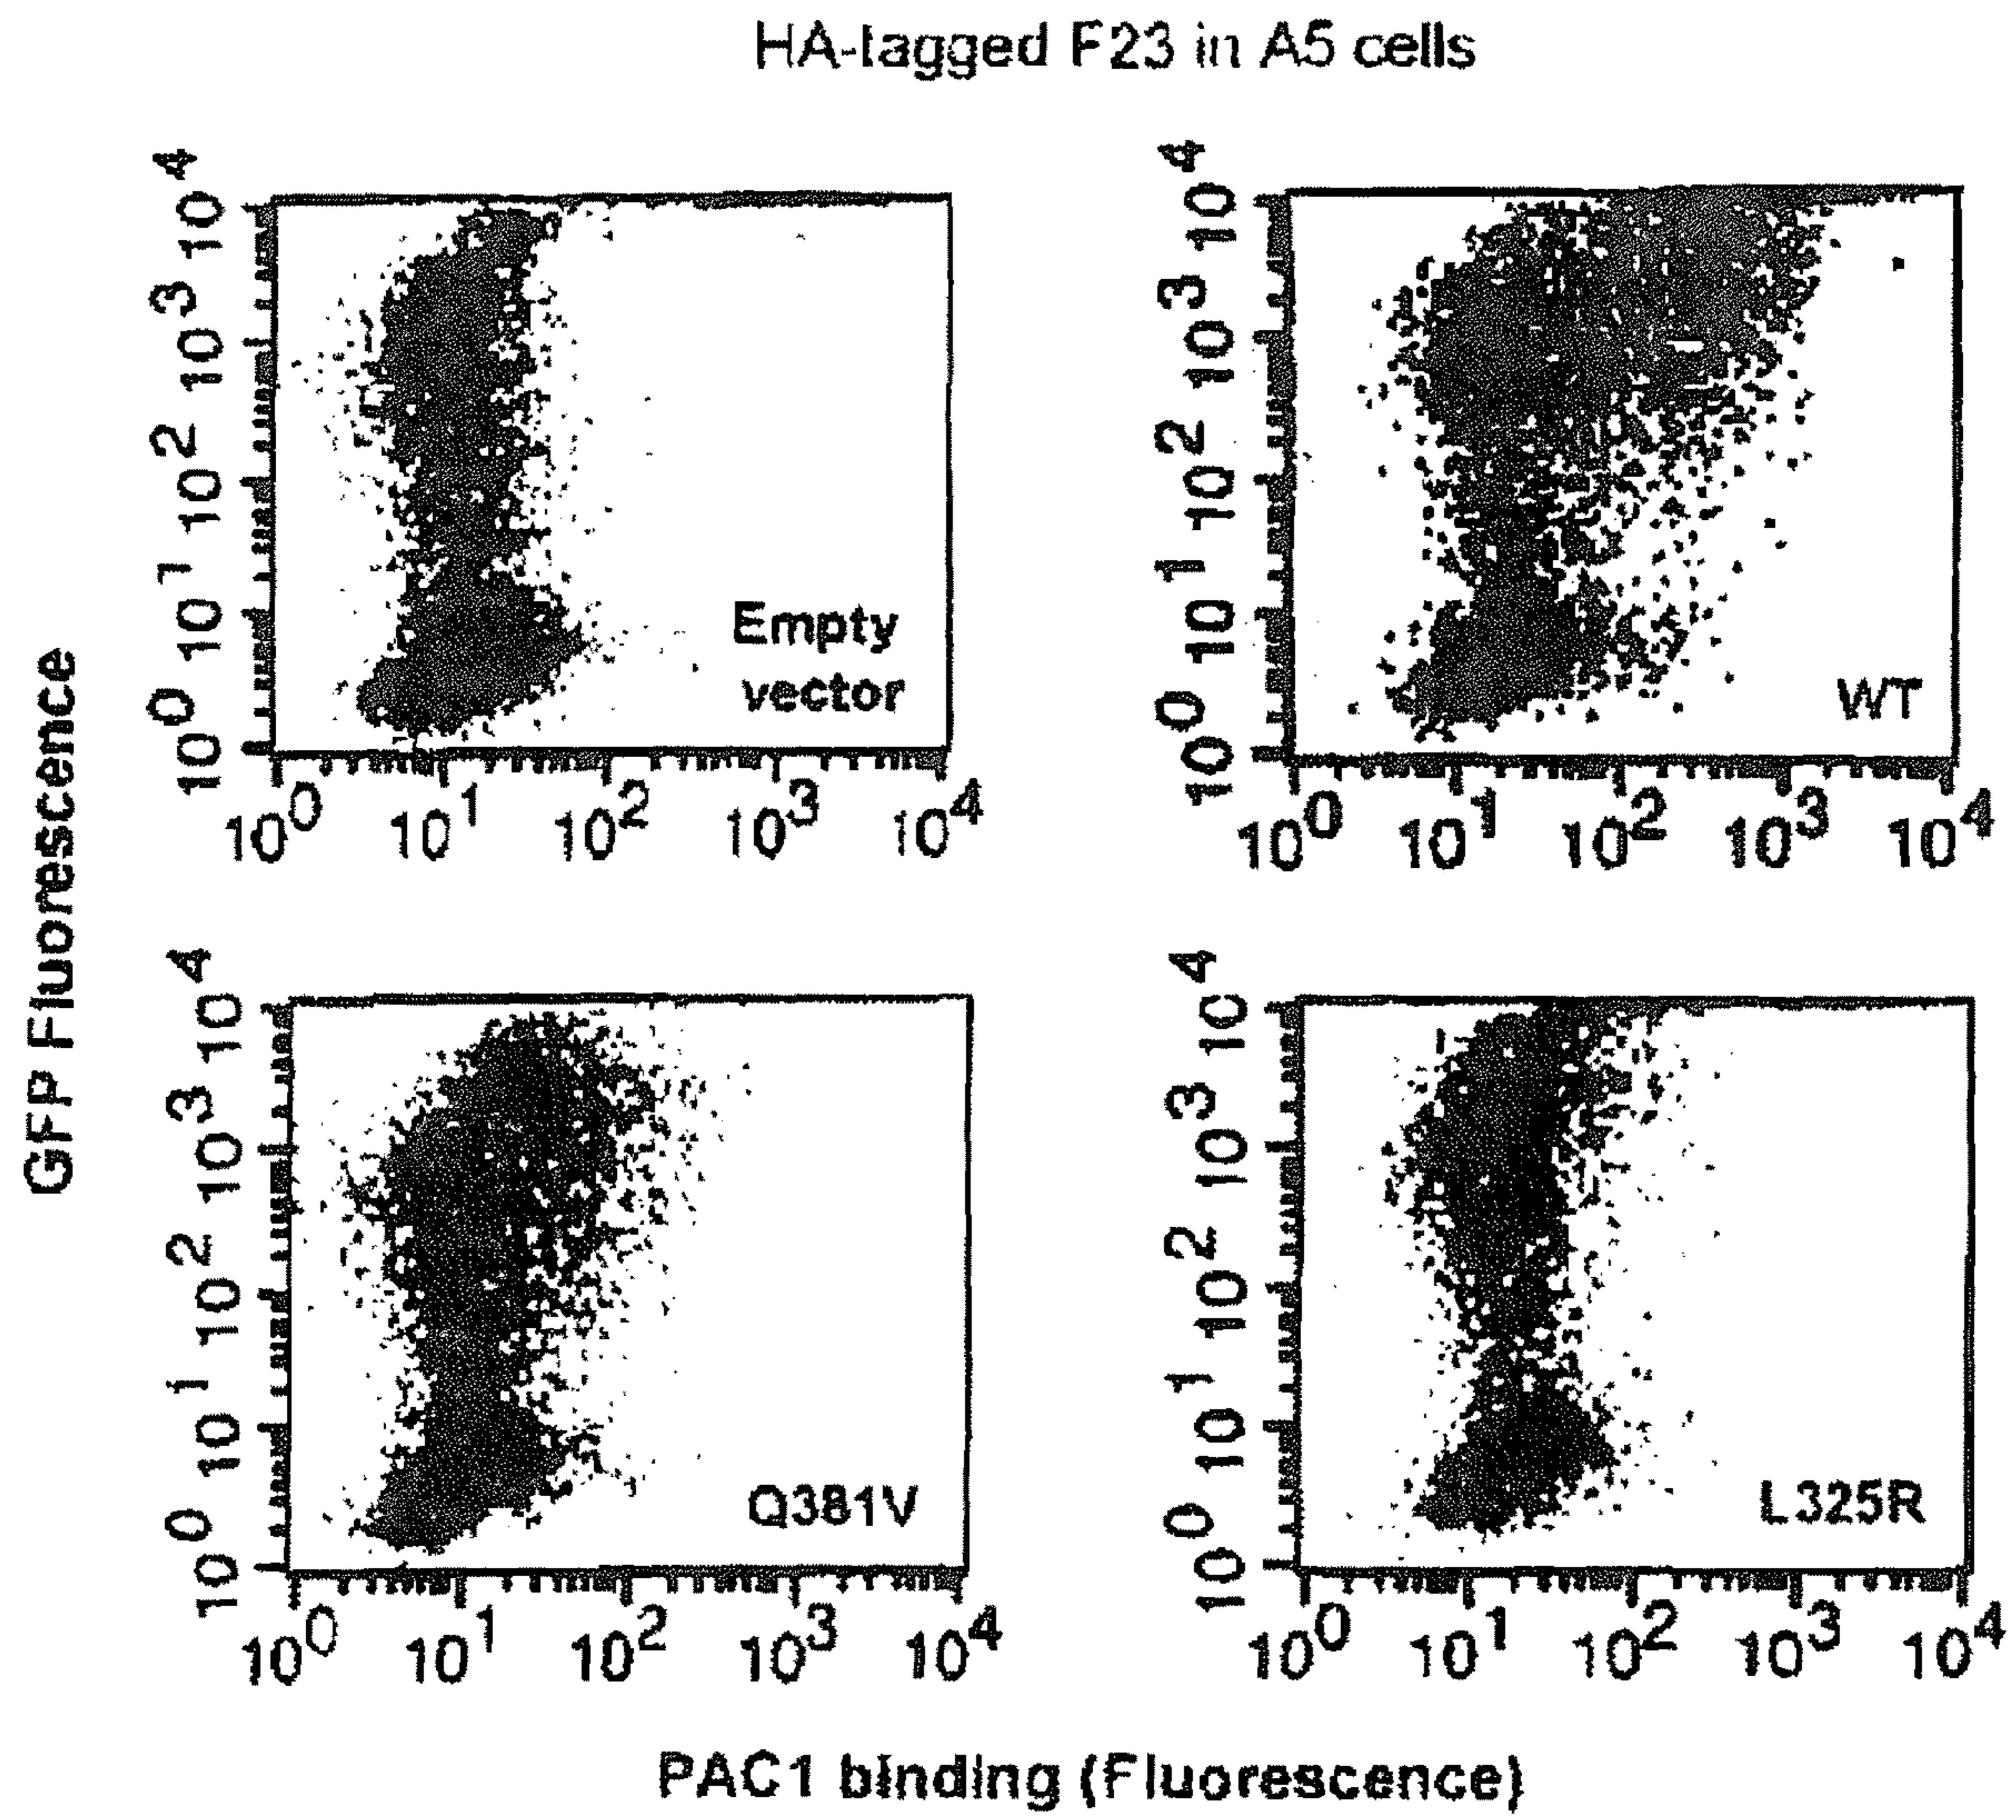 HA-tagged F23 in A5 cells
GFP Fluorescence
10^4
10^3
10^2
10^1
10^0
Empty
vector
10^0 10^1 10^2 10^3 10^4
10^4
10^3
10^2
10^1
10^0
WT
10^0 10^1 10^2 10^3 10^4
10^4
10^3
10^2
10^1
10^0
Q381V
10^0 10^1 10^2 10^3 10^4
10^4
10^3
10^2
10^1
10^0
L325R
10^0 10^1 10^2 10^3 10^4
PAC1 binding (Fluorescence)